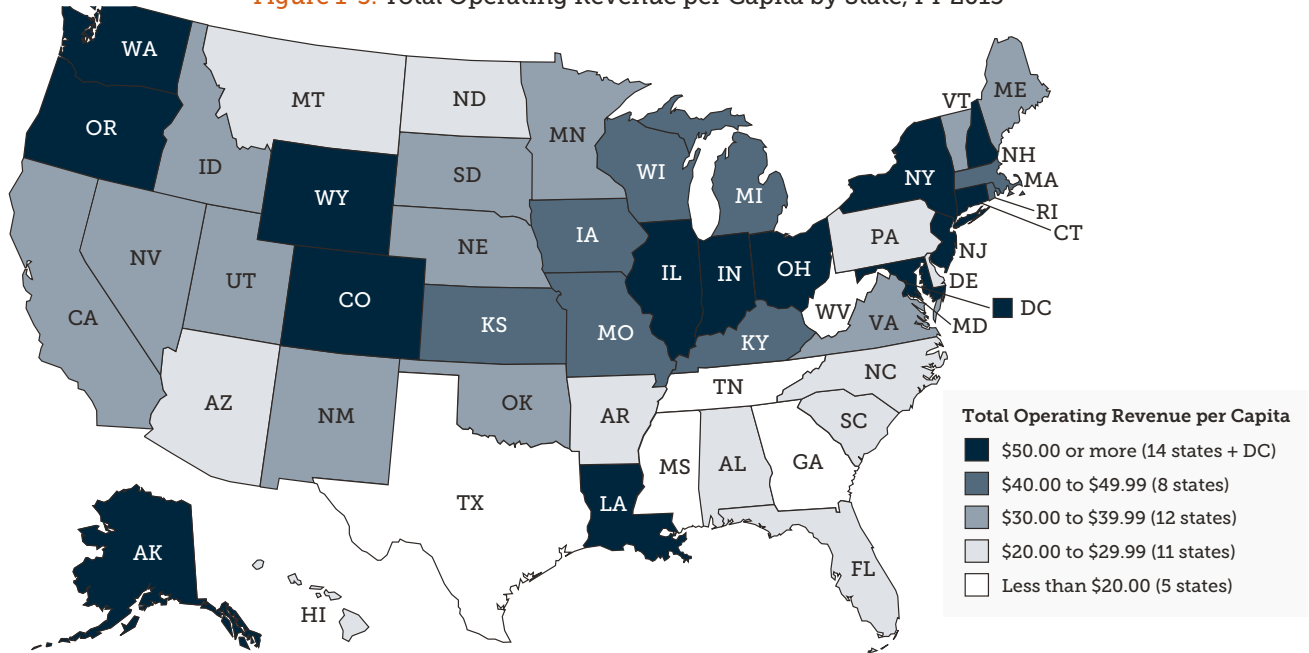 Figure 1-3. Total Operating Revenue per Capita by State, FY 2015
WA
MT
ND
MN
VT
ME
OR
ID
SD
WI
MI
NY
NH
MA
RI
CT
WY
IA
PA
NJ
NE
NV
UT
IL
IN
OH
DE
DC
CO
WV
MD
CA
KS
MO
KY
VA
TN
NC
AZ
NM
OK
AR
SC
MS
AL
GA
TX
LA
AK
FL
HI
Total Operating Revenue per Capita
$50.00 or more (14 states + DC)
$40.00 to $49.99 (8 states)
$30.00 to $39.99 (12 states)
$20.00 to $29.99 (11 states)
Less than $20.00 (5 states)